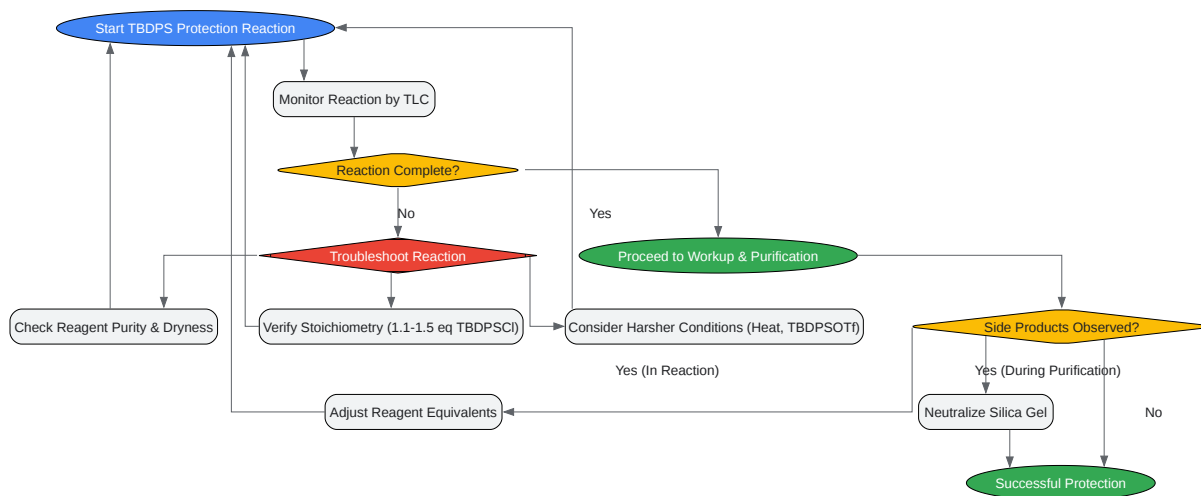 Start TBDPS Protection Reaction
Monitor Reaction by TLC
Reaction Complete?
No
Yes
Troubleshoot Reaction
Proceed to Workup & Purification
Check Reagent Purity & Dryness
Verify Stoichiometry (1.1-1.5 eq TBDPSCl)
Consider Harsher Conditions (Heat, TBDPSOTf)
Side Products Observed?
Yes (In Reaction)
Yes (During Purification)
Adjust Reagent Equivalents
Neutralize Silica Gel
No
Successful Protection